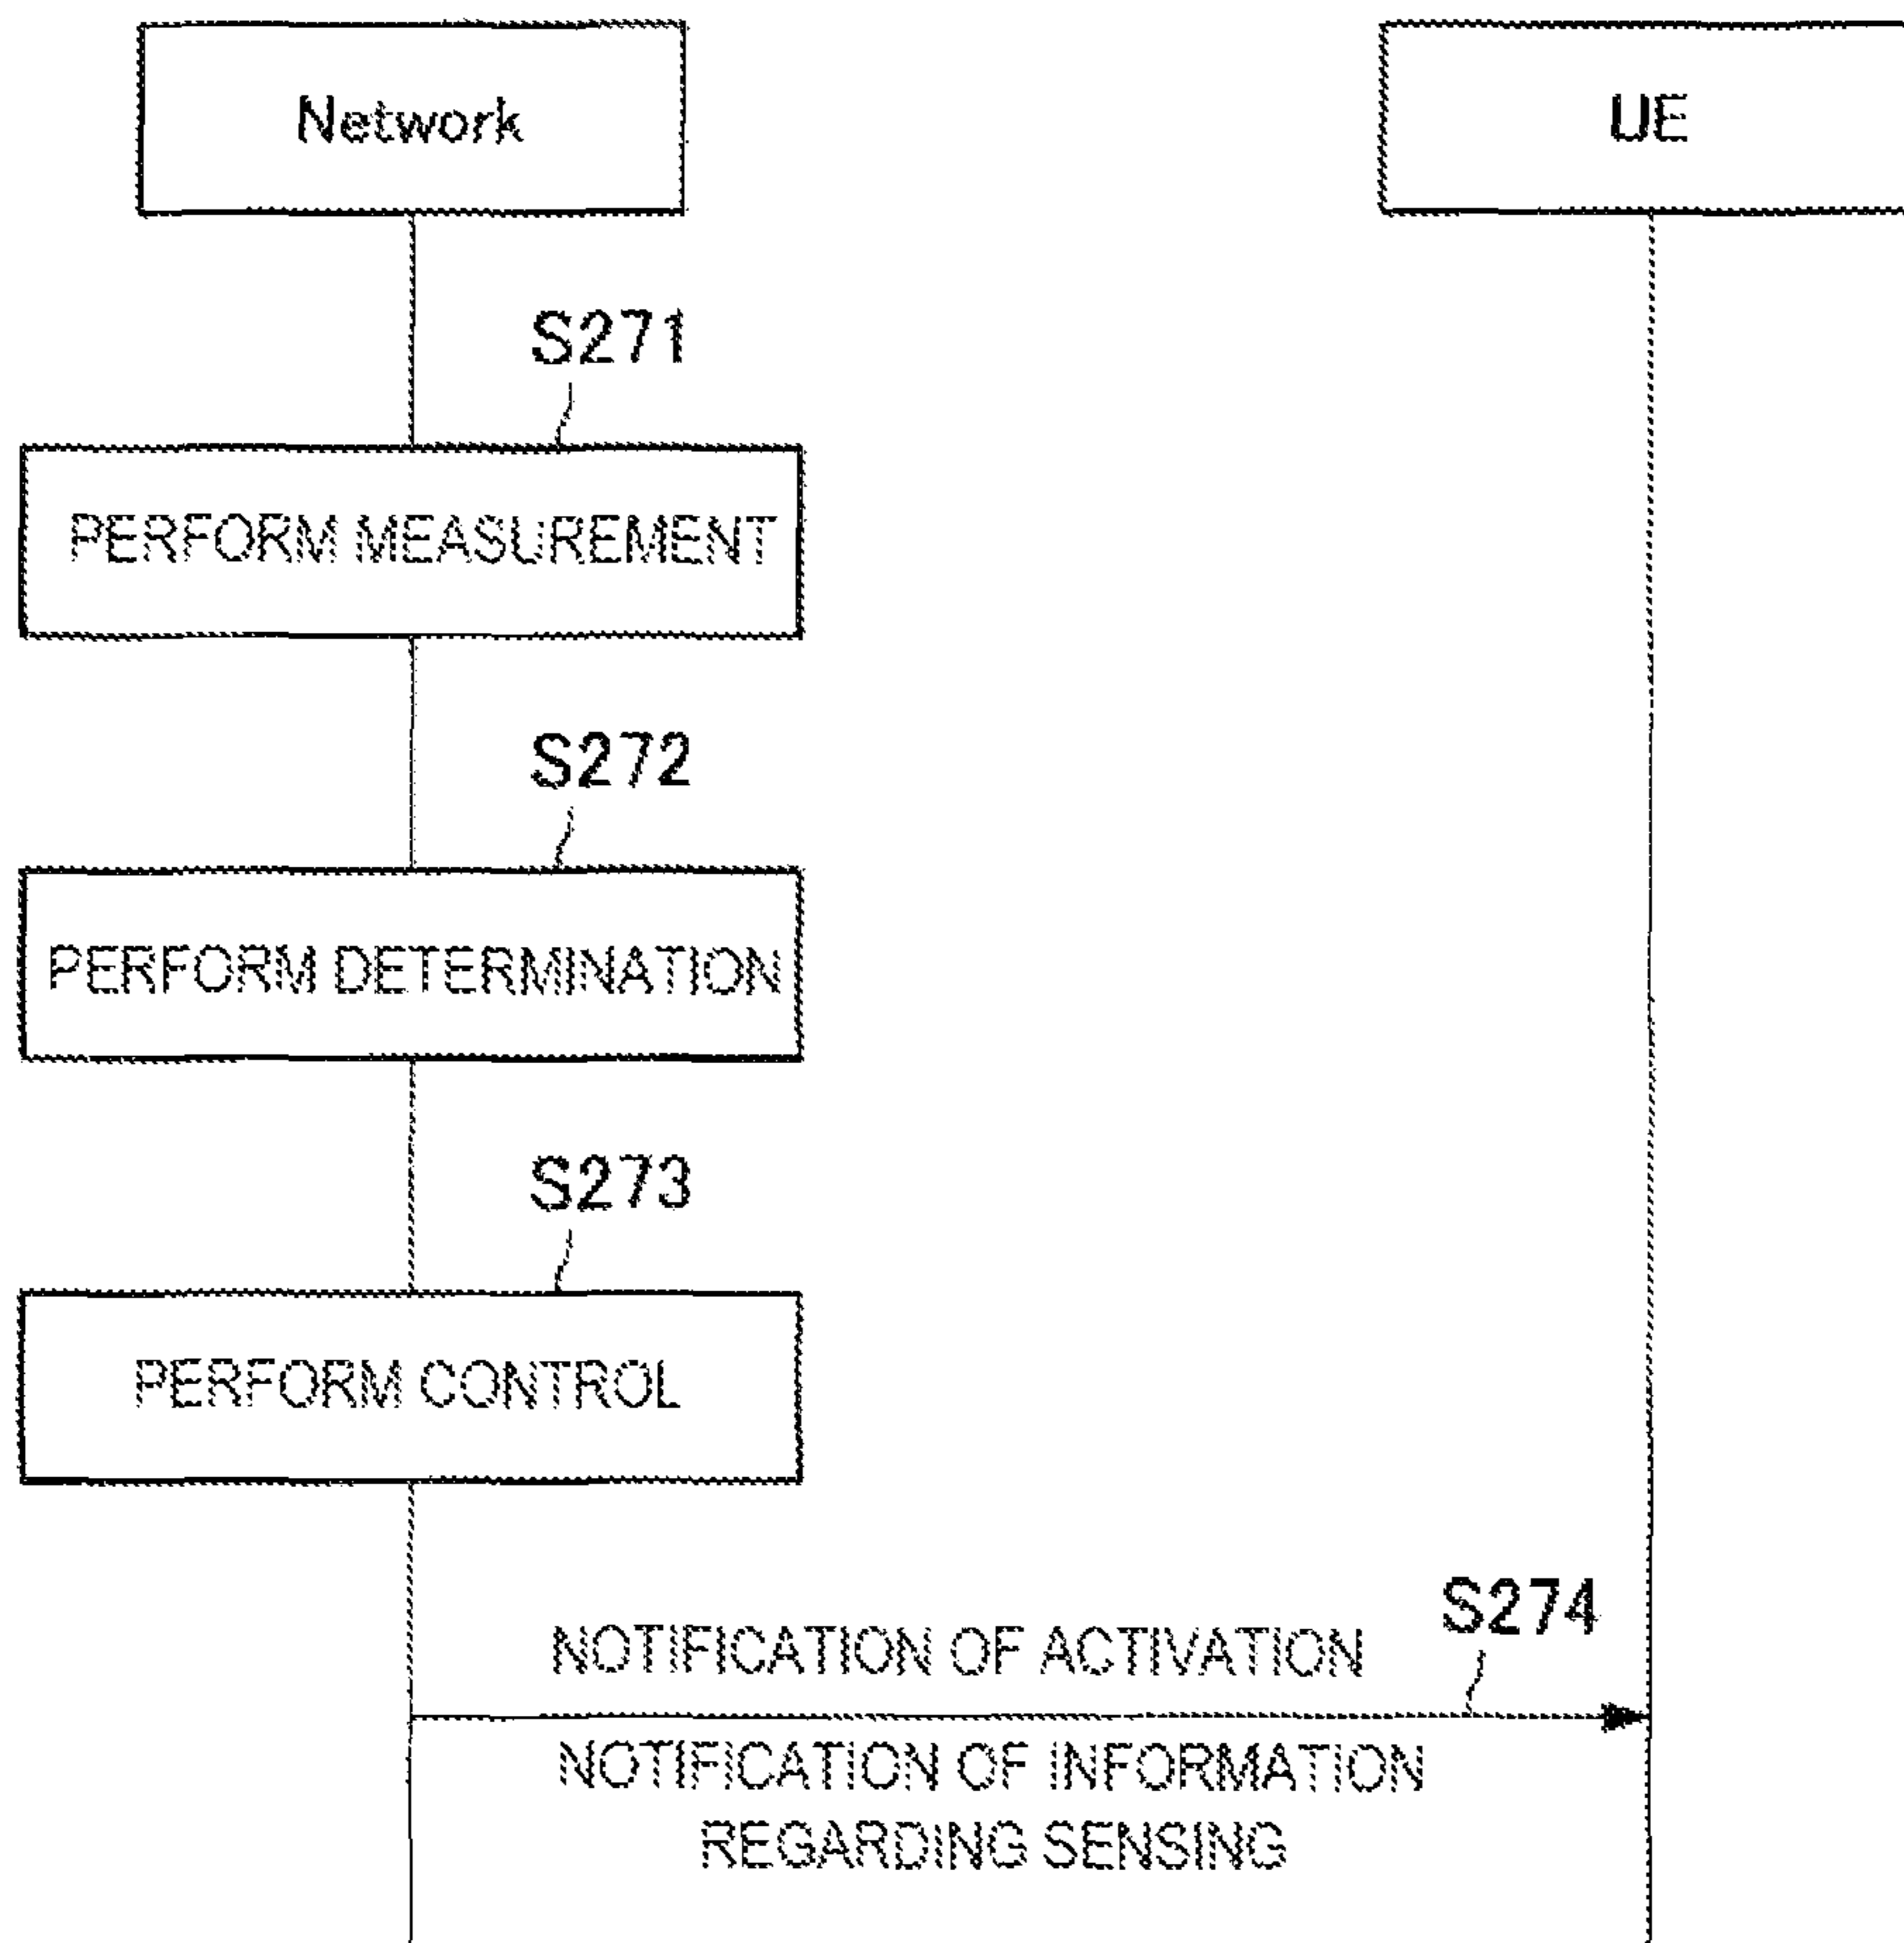 Network
UE
S271
PERFORM MEASUREMENT
S272
PERFORM DETERMINATION
S273
PERFORM CONTROL
S274
NOTIFICATION OF ACTIVATION
NOTIFICATION OF INFORMATION
REGARDING SENSING